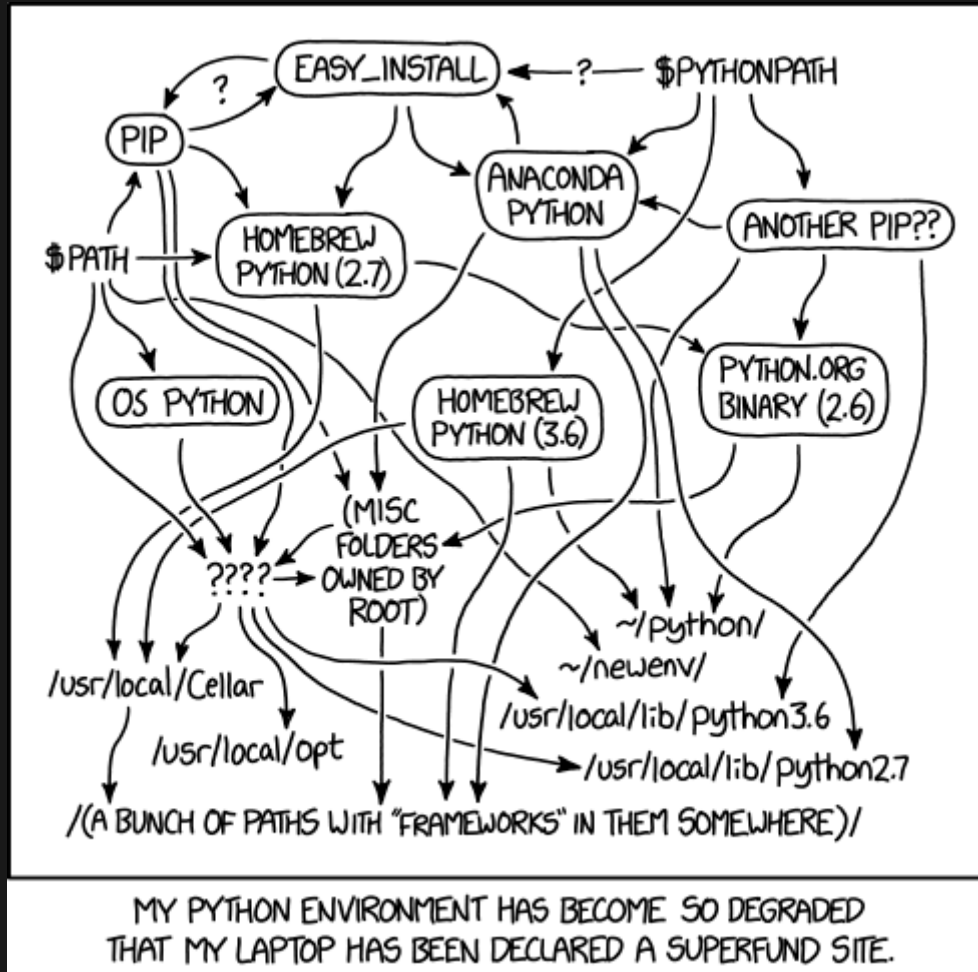 EASY_INSTALL
?
$PYTHONPATH
?
PIP
ANACONDA
PYTHON
ANOTHER PIP??
HOMEBREW
PYTHON (2.7)
$PATH
OS PYTHON
HOMEBREW
PYTHON (3.6)
PYTHON.ORG
BINARY (2.6)
(MISC
FOLDERS
OWNED BY
ROOT)
????
~/python/
~/newenv/
/usr/local/Cellar
/usr/local/lib/python3.6
/usr/local/opt
/usr/local/lib/python2.7
/(A BUNCH OF PATHS WITH "FRAMEWORKS" IN THEM SOMEWHERE)/
MY PYTHON ENVIRONMENT HAS BECOME SO DEGRADED
THAT MY LAPTOP HAS BEEN DECLARED A SUPERFUND SITE.